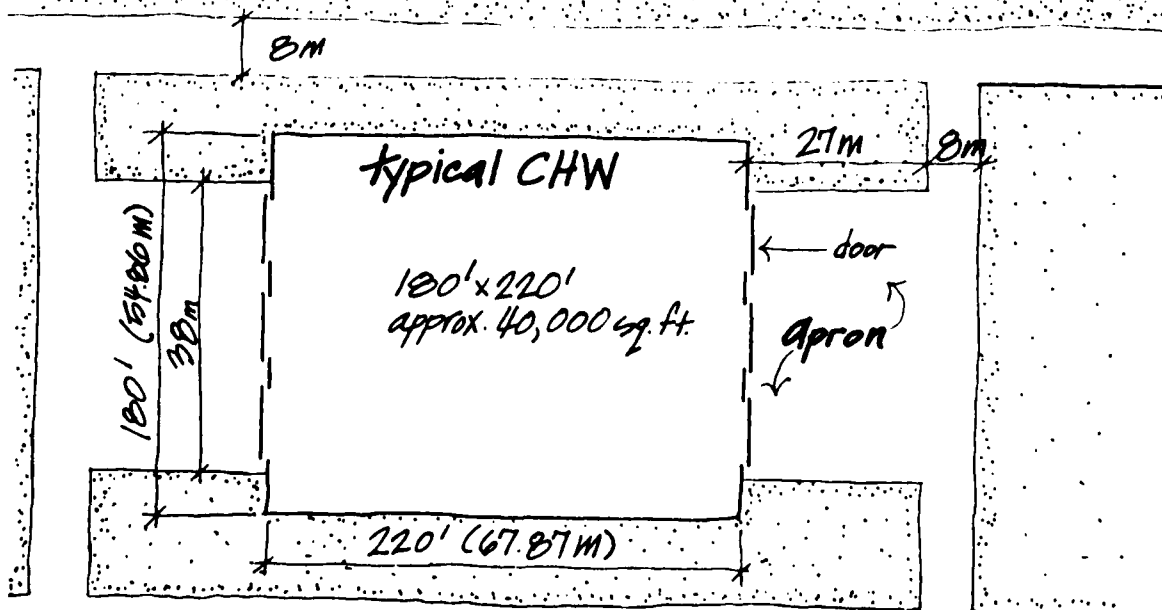 8m
typical CHW
27m
8m
180' (54.86m)
38m
door
180' x 220'
approx. 40,000 sq. ft.
apron
220' (67.87m)